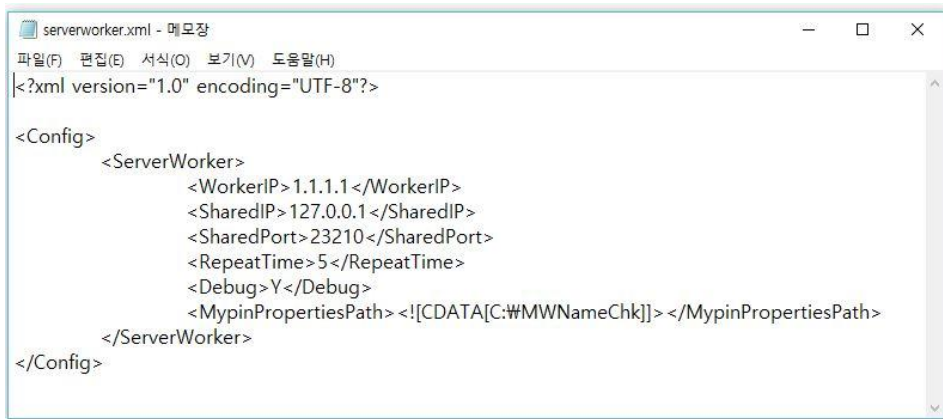 serverworker.xml - 메모장
파일(F) 편집(E) 서식(O) 보기(V) 도움말(H)
<?xml version="1.0" encoding="UTF-8"?>
<Config>
<ServerWorker>
<WorkerIP>1.1.1.1</WorkerIP>
<SharedIP>127.0.0.1</SharedIP>
<SharedPort>23210</SharedPort>
<RepeatTime>5</RepeatTime>
<Debug>Y</Debug>
<MypinPropertiesPath><![CDATA[C:₩MWNameChk]]></MypinPropertiesPath>
</ServerWorker>
</Config>